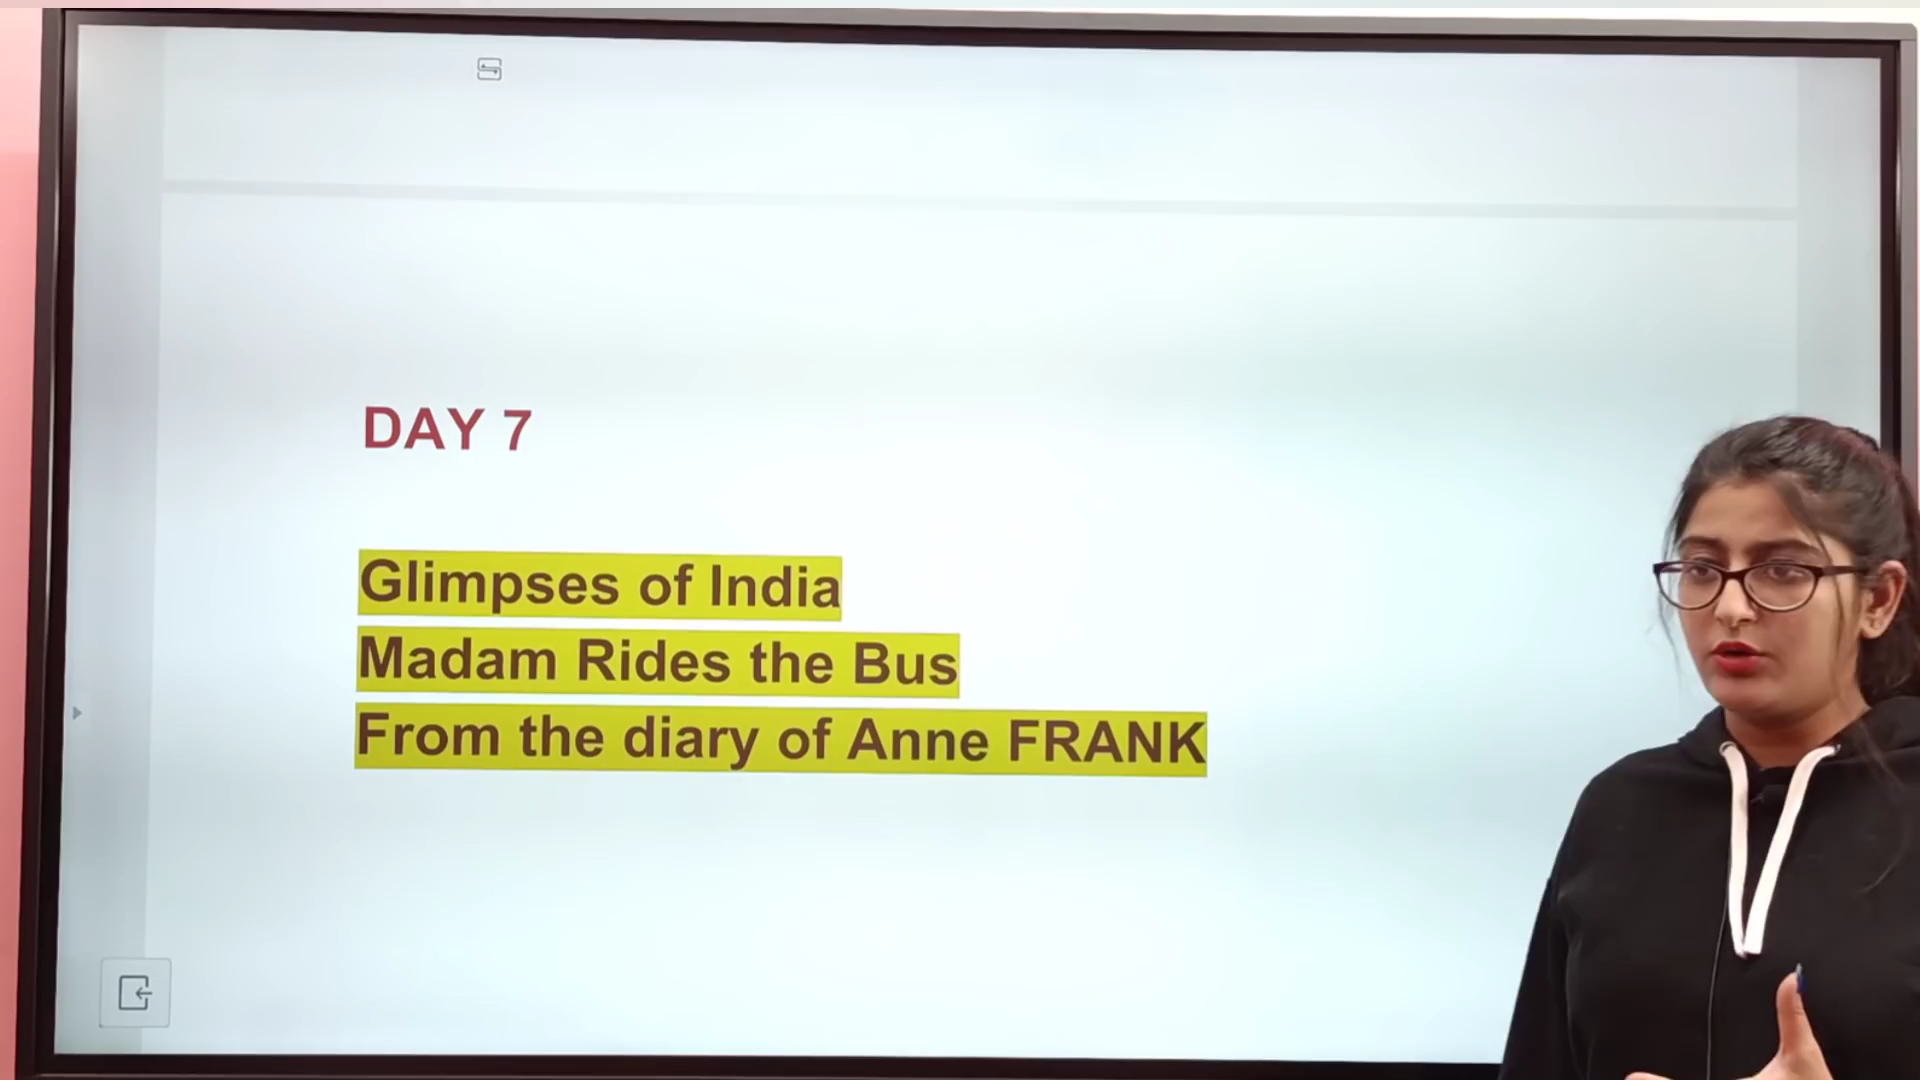 DAY 7
Glimpses of India
Madam Rides the Bus
From the diary of Anne FRANK